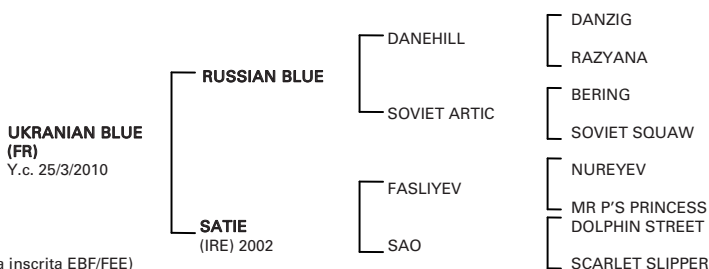 DANZIG
DANEHILL
RAZYANA
RUSSIAN BLUE
BERING
SOVIET ARTIC
SOVIET SQUAW
UKRANIAN BLUE
(FR)
Y.c. 25/3/2010
NUREYEV
FASLIYEV
MR P'S PRINCESS
SATIE
(IRE) 2002
DOLPHIN STREET
SAO
SCARLET SLIPPER
a inscrita EBF/FEE)